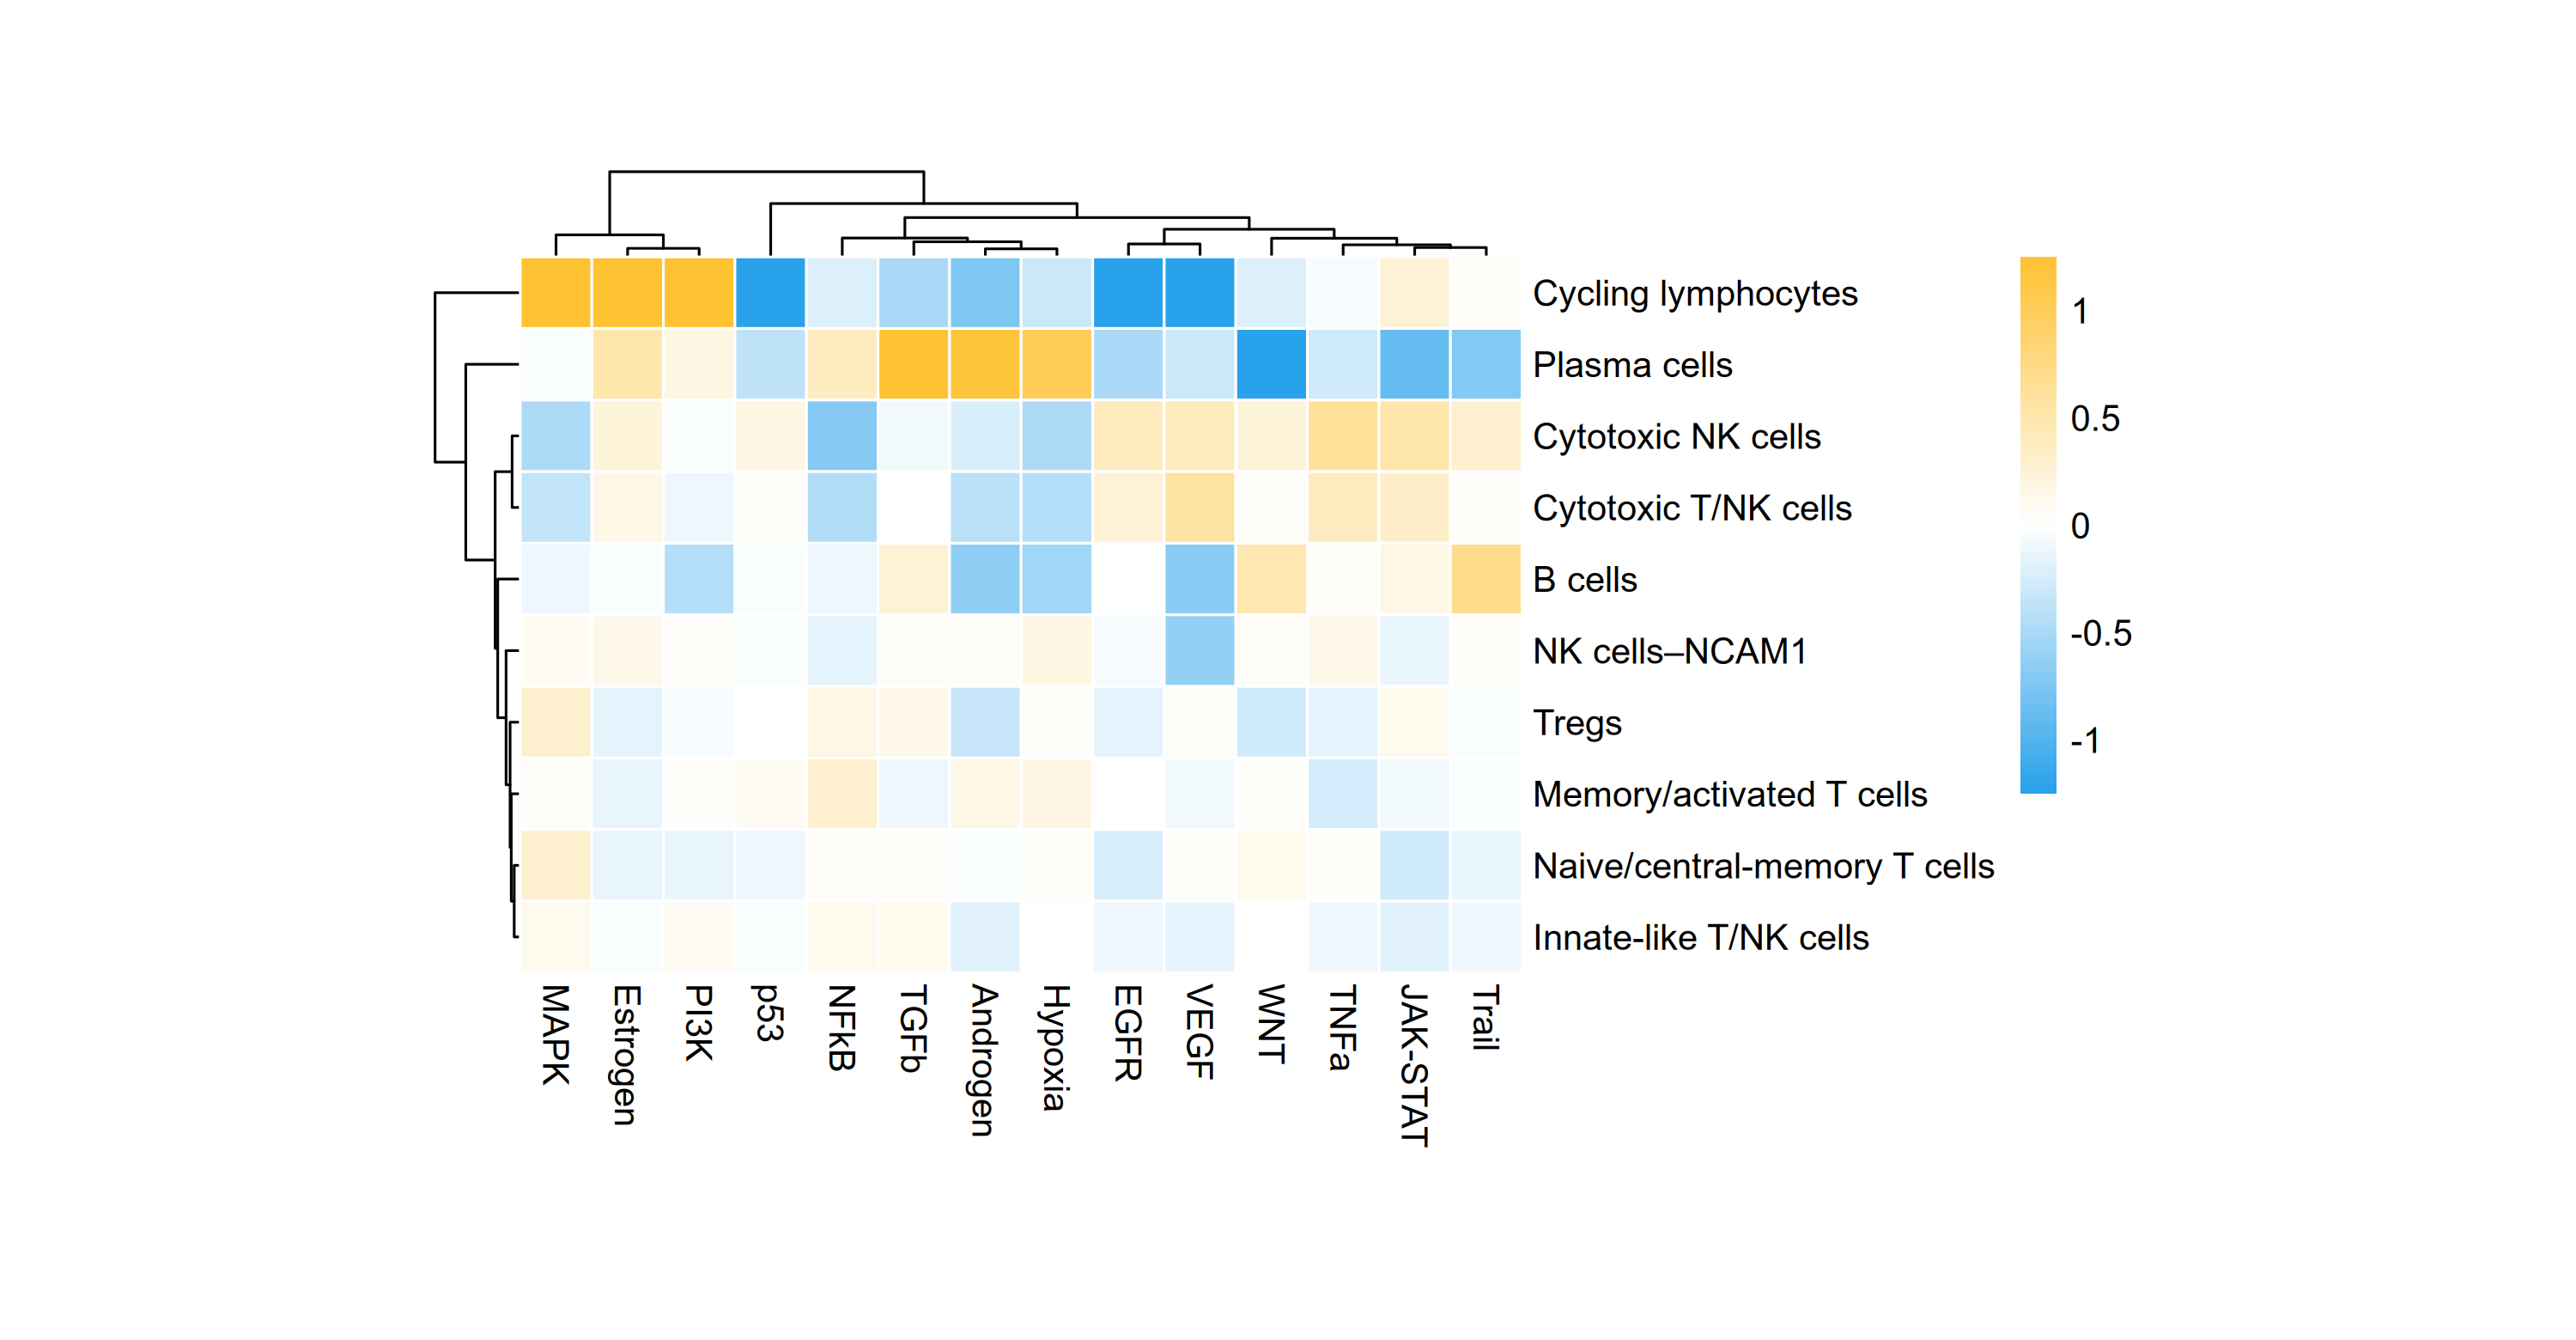 Cycling lymphocytes
Plasma cells
Cytotoxic NK cells
Cytotoxic T/NK cells
B cells
NK cells–NCAM1
Tregs
Memory/activated T cells
Naive/central-memory T cells
Innate-like T/NK cells
1
0.5
0
-0.5
-1
MAPK
Estrogen
PI3K
p53
NFkB
TGFb
Androgen
Hypoxia
EGFR
VEGF
WNT
TNFa
JAK-STAT
Trail